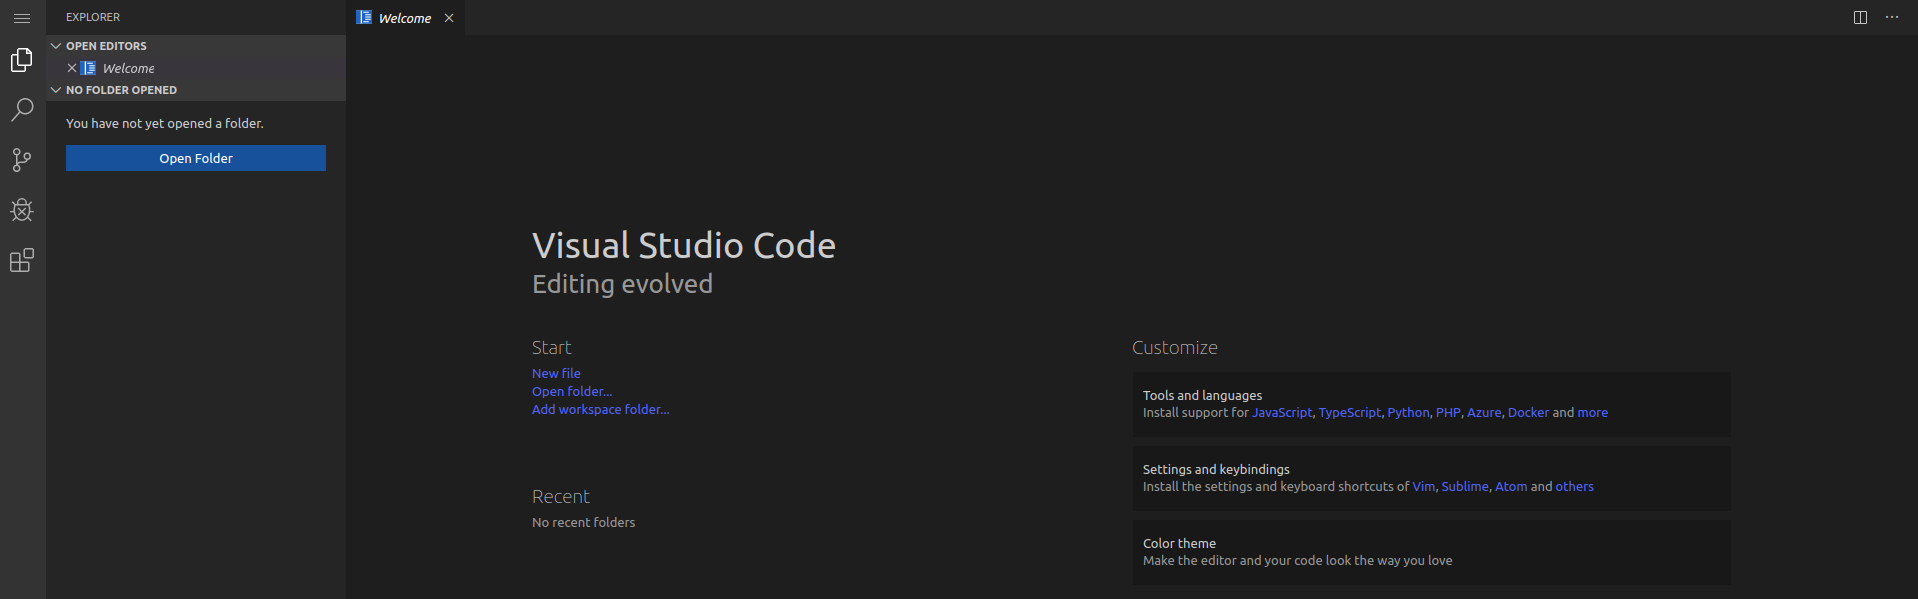 EXPLORER
OPEN EDITORS
Welcome
NO FOLDER OPENED
You have not yet opened a folder.
Open Folder
Welcome
Visual Studio Code
Editing evolved
Start
New file
Open folder...
Add workspace folder...
Recent
No recent folders
Customize
Tools and languages
Install support for JavaScript, TypeScript, Python, PHP, Azure, Docker and more
Settings and keybindings
Install the settings and keyboard shortcuts of Vim, Sublime, Atom and others
Color theme
Make the editor and your code look the way you love